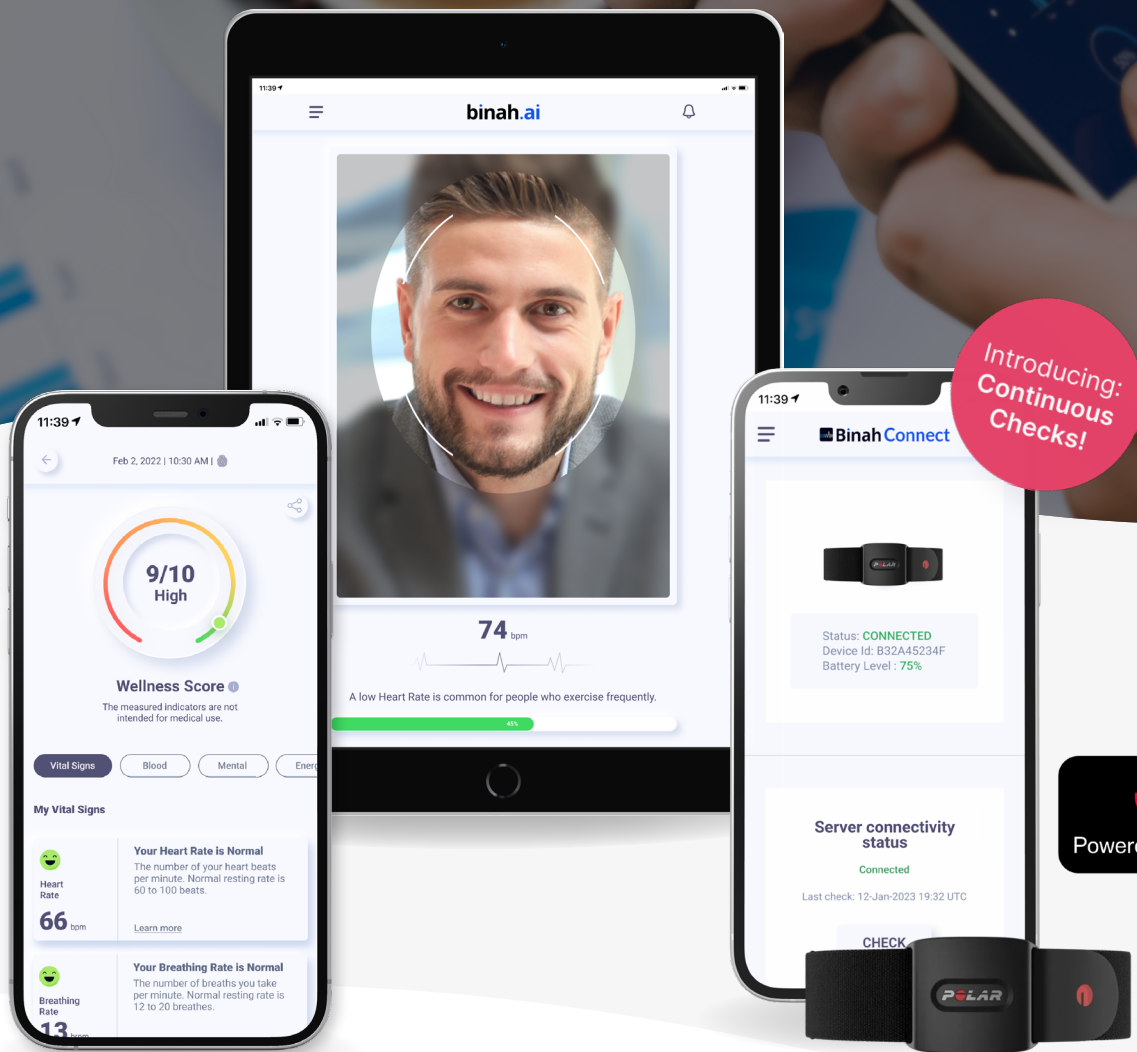 11:39
binah.ai
74 bpm
A low Heart Rate is common for people who exercise frequently.
45%
11:39
Feb 2, 2022 | 10:30 AM |
9/10
High
Wellness Score
The measured indicators are not
intended for medical use.
Vital Signs
Blood
Mental
Energ
My Vital Signs
Heart
Rate
66 bpm
Your Heart Rate is Normal
The number of your heart beats
per minute. Normal resting rate is
60 to 100 beats.
Learn more
Breathing
Rate
13 brpm
Your Breathing Rate is Normal
The number of breaths you take
per minute. Normal resting rate is
12 to 20 breathes.
Introducing:
Continuous
Checks!
11:39
Binah Connect
POLAR
Status: CONNECTED
Device Id: B32A45234F
Battery Level : 75%
Server connectivity
status
Connected
Last check: 12-Jan-2023 19:32 UTC
CHECK
POLAR
Powere